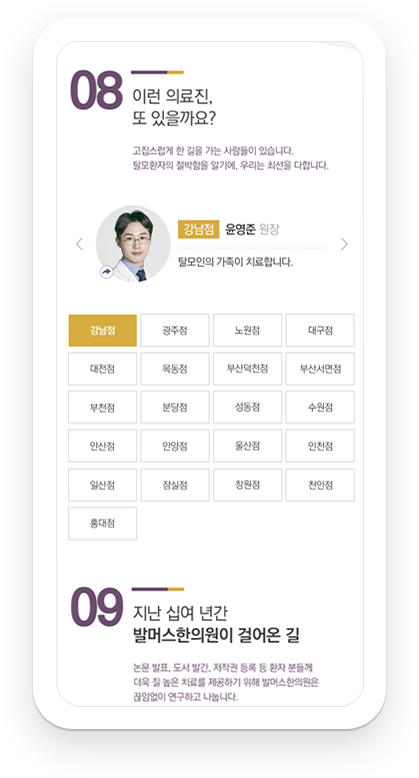 08
이런 의료진,
또 있을까요?
고집스럽게 한 길을 가는 사람들이 있습니다.
탈모환자의 절박함을 알기에, 우리는 최선을 다합니다.
강남점 윤영준 원장
탈모인의 가족이 치료합니다.
강남점 광주점 노원점 대구점
대전점 목동점 부산덕천점 부산서면점
부천점 분당점 성동점 수원점
안산점 안양점 울산점 인천점
일산점 잠실점 창원점 천안점
홍대점
09
지난 십여 년간
발머스한의원이 걸어온 길
논문 발표, 도서 발간, 저작권 등록 등 환자 분들께
더욱 질 높은 치료를 제공하기 위해 발머스한의원은
끊임없이 연구하고 나눕니다.